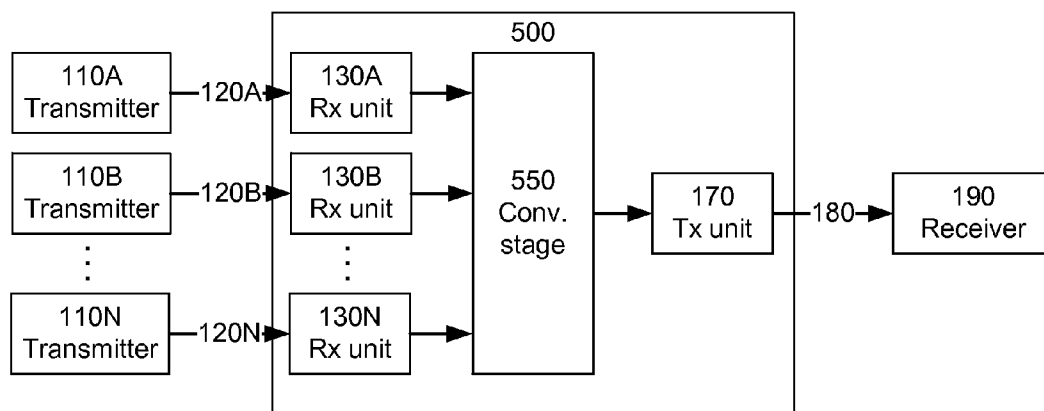 500
110A
Transmitter
120A
130A
Rx unit
110B
Transmitter
120B
130B
Rx unit
550
Conv.
stage
170
Tx unit
180
190
Receiver
110N
Transmitter
120N
130N
Rx unit